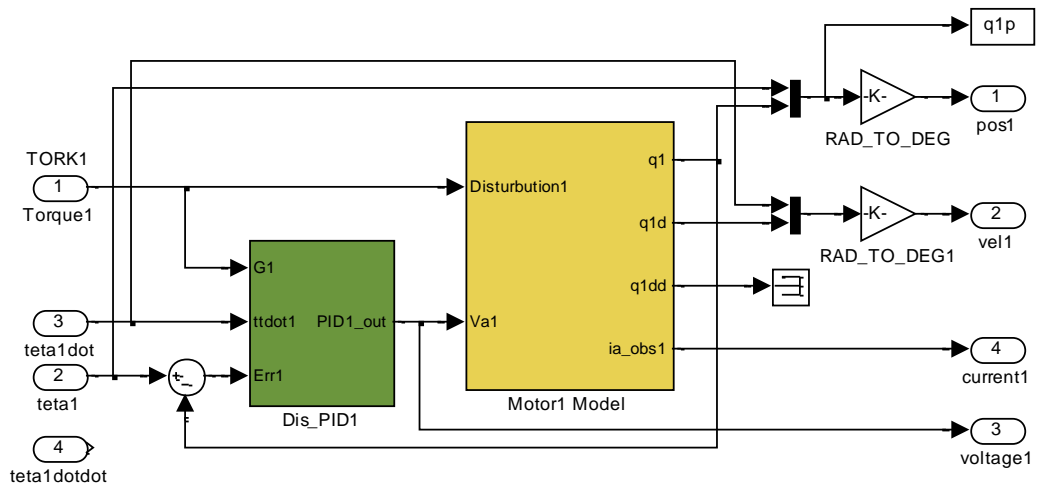 q1p
-K-
1
RAD_TO_DEG
pos1
TORK1
1
Torque1
Disturbution1
q1
q1d
q1dd
ia_obs1
Va1
Motor1 Model
-K-
2
RAD_TO_DEG1
vel1
G1
ttdot1
PID1_out
Err1
Dis_PID1
3
teta1dot
2
teta1
4
teta1dotdot
+
-
4
current1
3
voltage1